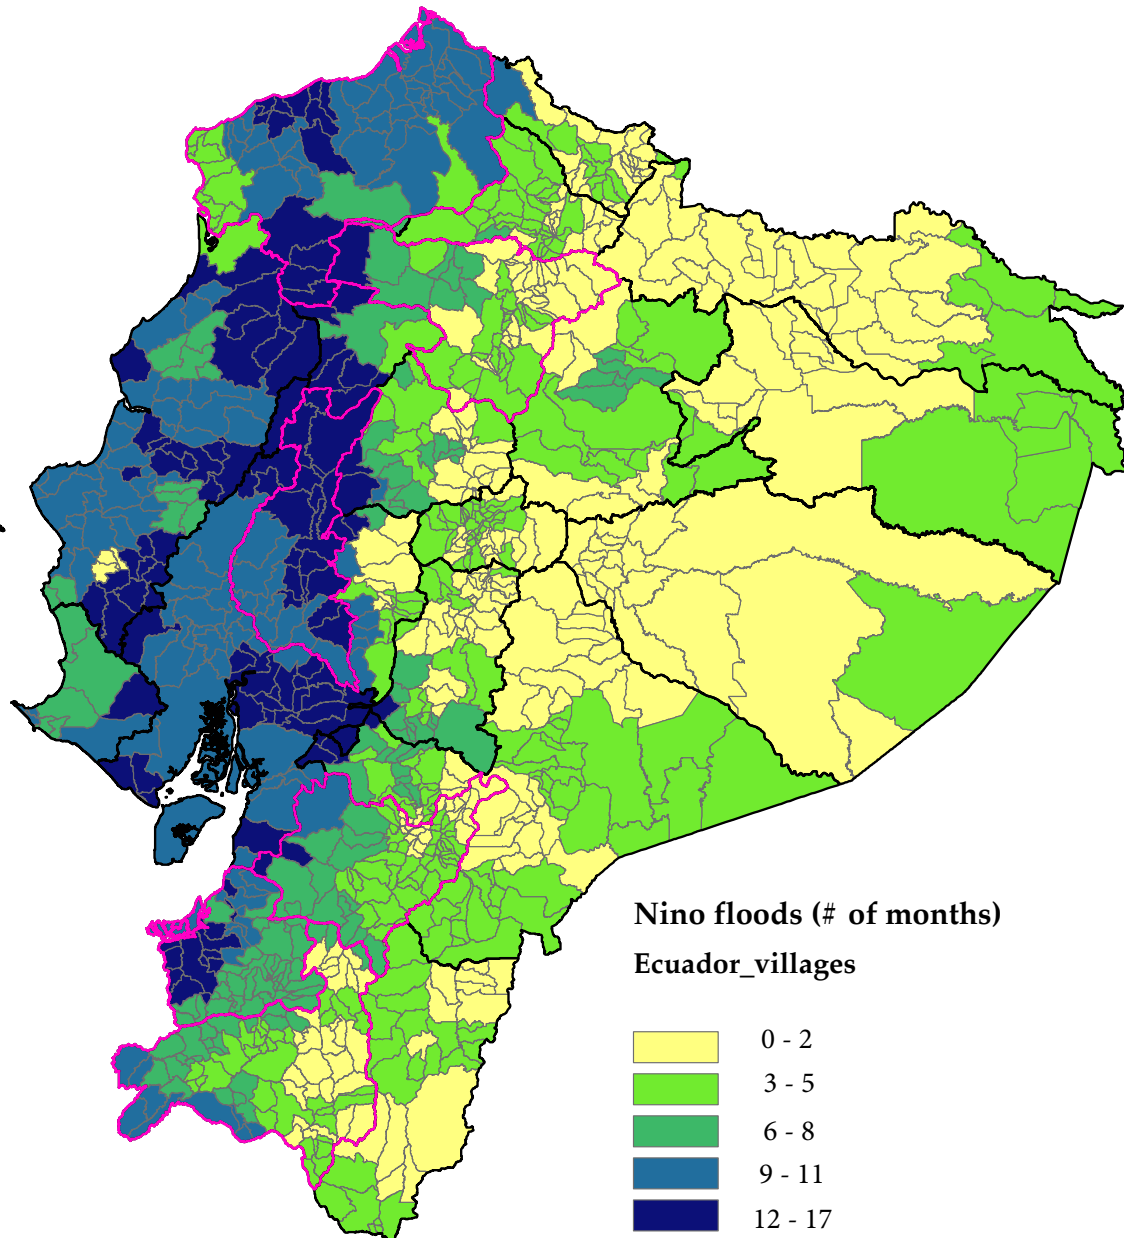 Nino floods (# of months)
Ecuador_villages
0 - 2
3 - 5
6 - 8
9 - 11
12 - 17